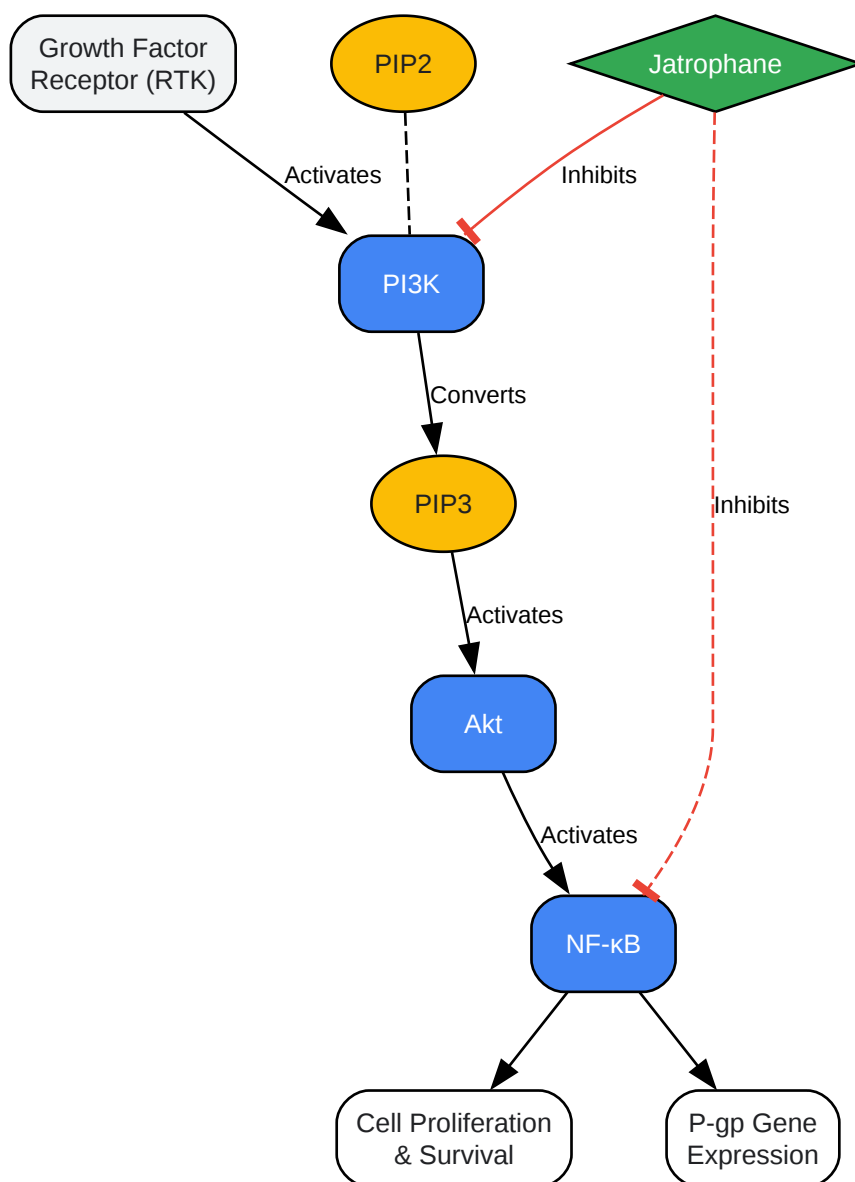 Growth Factor
Receptor (RTK)
PIP2
Jatrophane
Activates
Inhibits
PI3K
Converts
PIP3
Inhibits
Activates
Akt
Activates
NF-κB
Cell Proliferation
& Survival
P-gp Gene
Expression